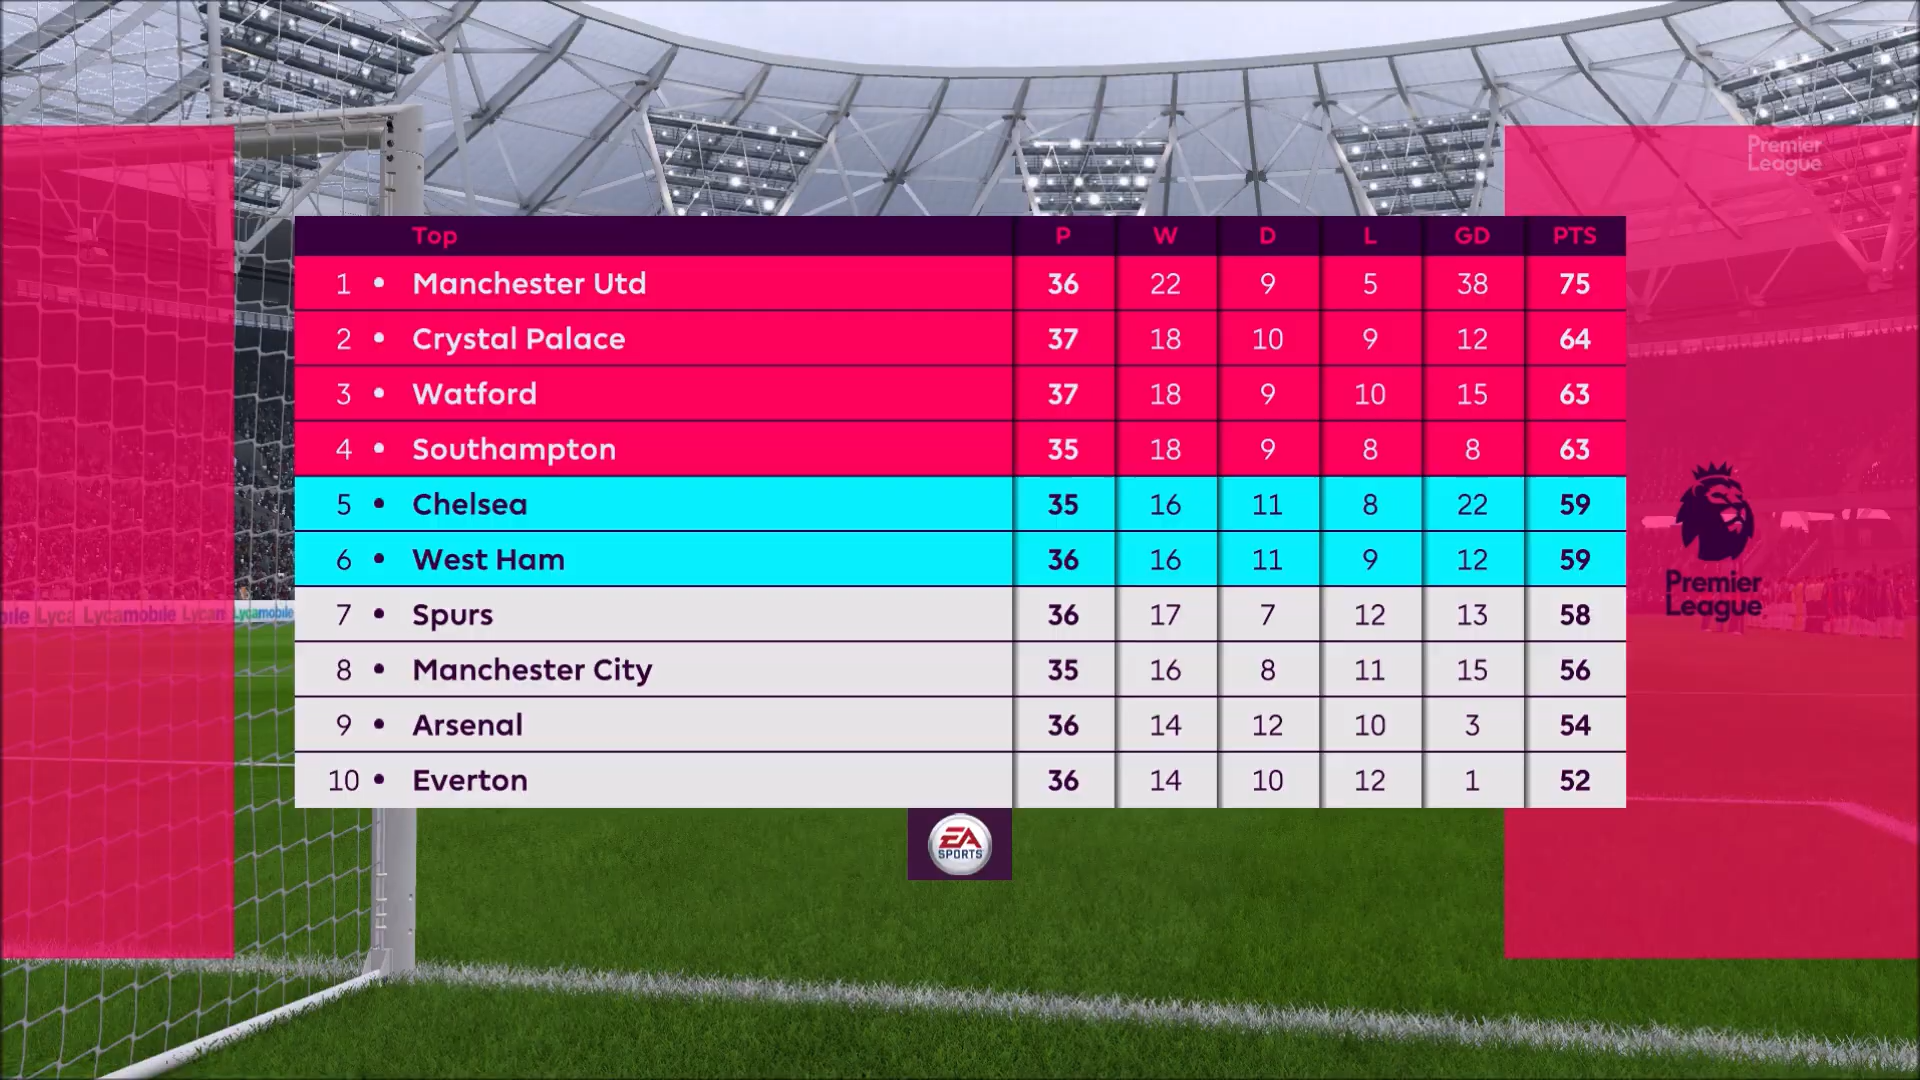 Premier
League
Top P W D L GD PTS
1 • Manchester Utd 36 22 9 5 38 75
2 • Crystal Palace 37 18 10 9 12 64
3 • Watford 37 18 9 10 15 63
4 • Southampton 35 18 9 8 8 63
5 • Chelsea 35 16 11 8 22 59
6 • West Ham 36 16 11 9 12 59
7 • Spurs 36 17 7 12 13 58
8 • Manchester City 35 16 8 11 15 56
9 • Arsenal 36 14 12 10 3 54
10 • Everton 36 14 10 12 1 52
Premier
League
Lycamobile Lycamobile
EA
SPORTS